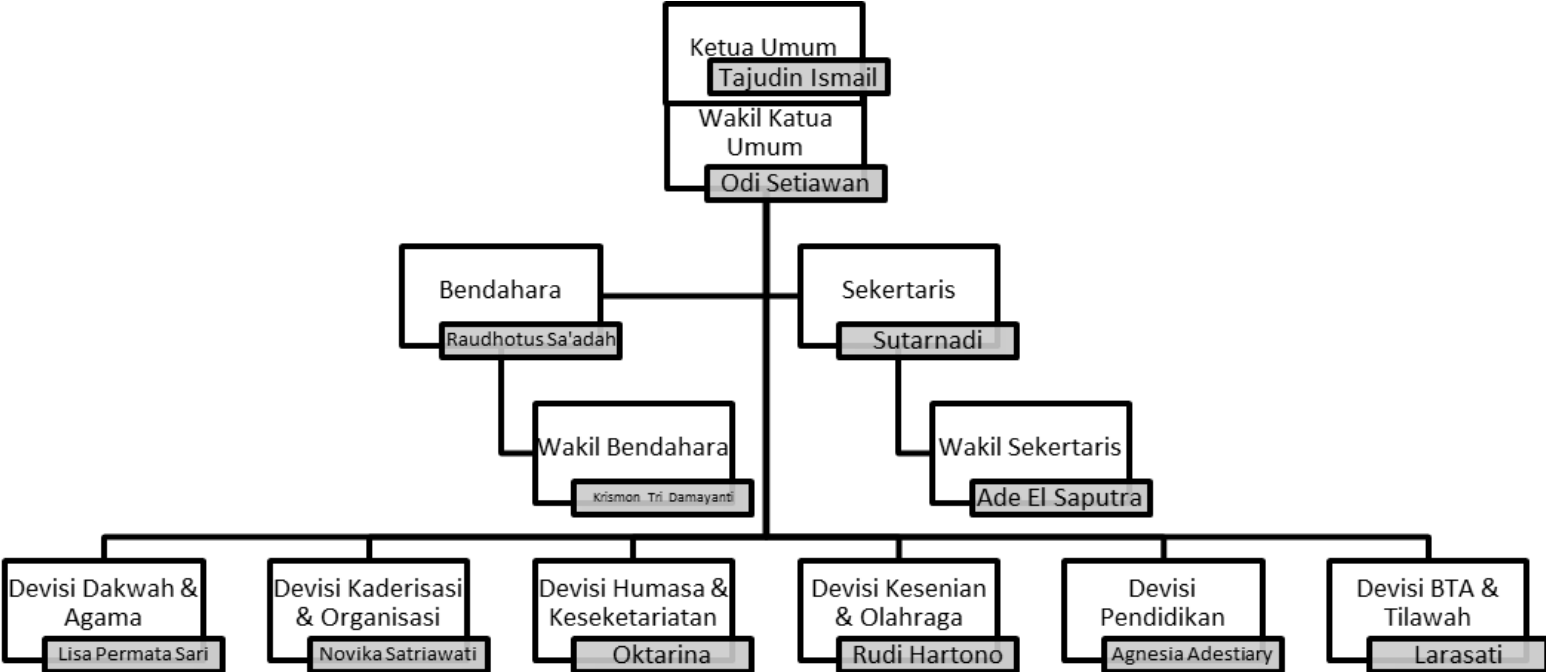 Ketua Umum
Tajudin Ismail
Wakil Katua
Umum
Odi Setiawan
Bendahara
Raudhotus Sa'adah
Sekertaris
Sutarnadi
Wakil Bendahara
Krismon Tri Damayanti
Wakil Sekertaris
Ade El Saputra
Devisi Dakwah &
Agama
Lisa Permata Sari
Devisi Kaderisasi
& Organisasi
Novika Satriawati
Devisi Humasa &
Keseketariatan
Oktarina
Devisi Kesenian
& Olahraga
Rudi Hartono
Devisi
Pendidikan
Agnesia Adestiary
Devisi BTA &
Tilawah
Larasati